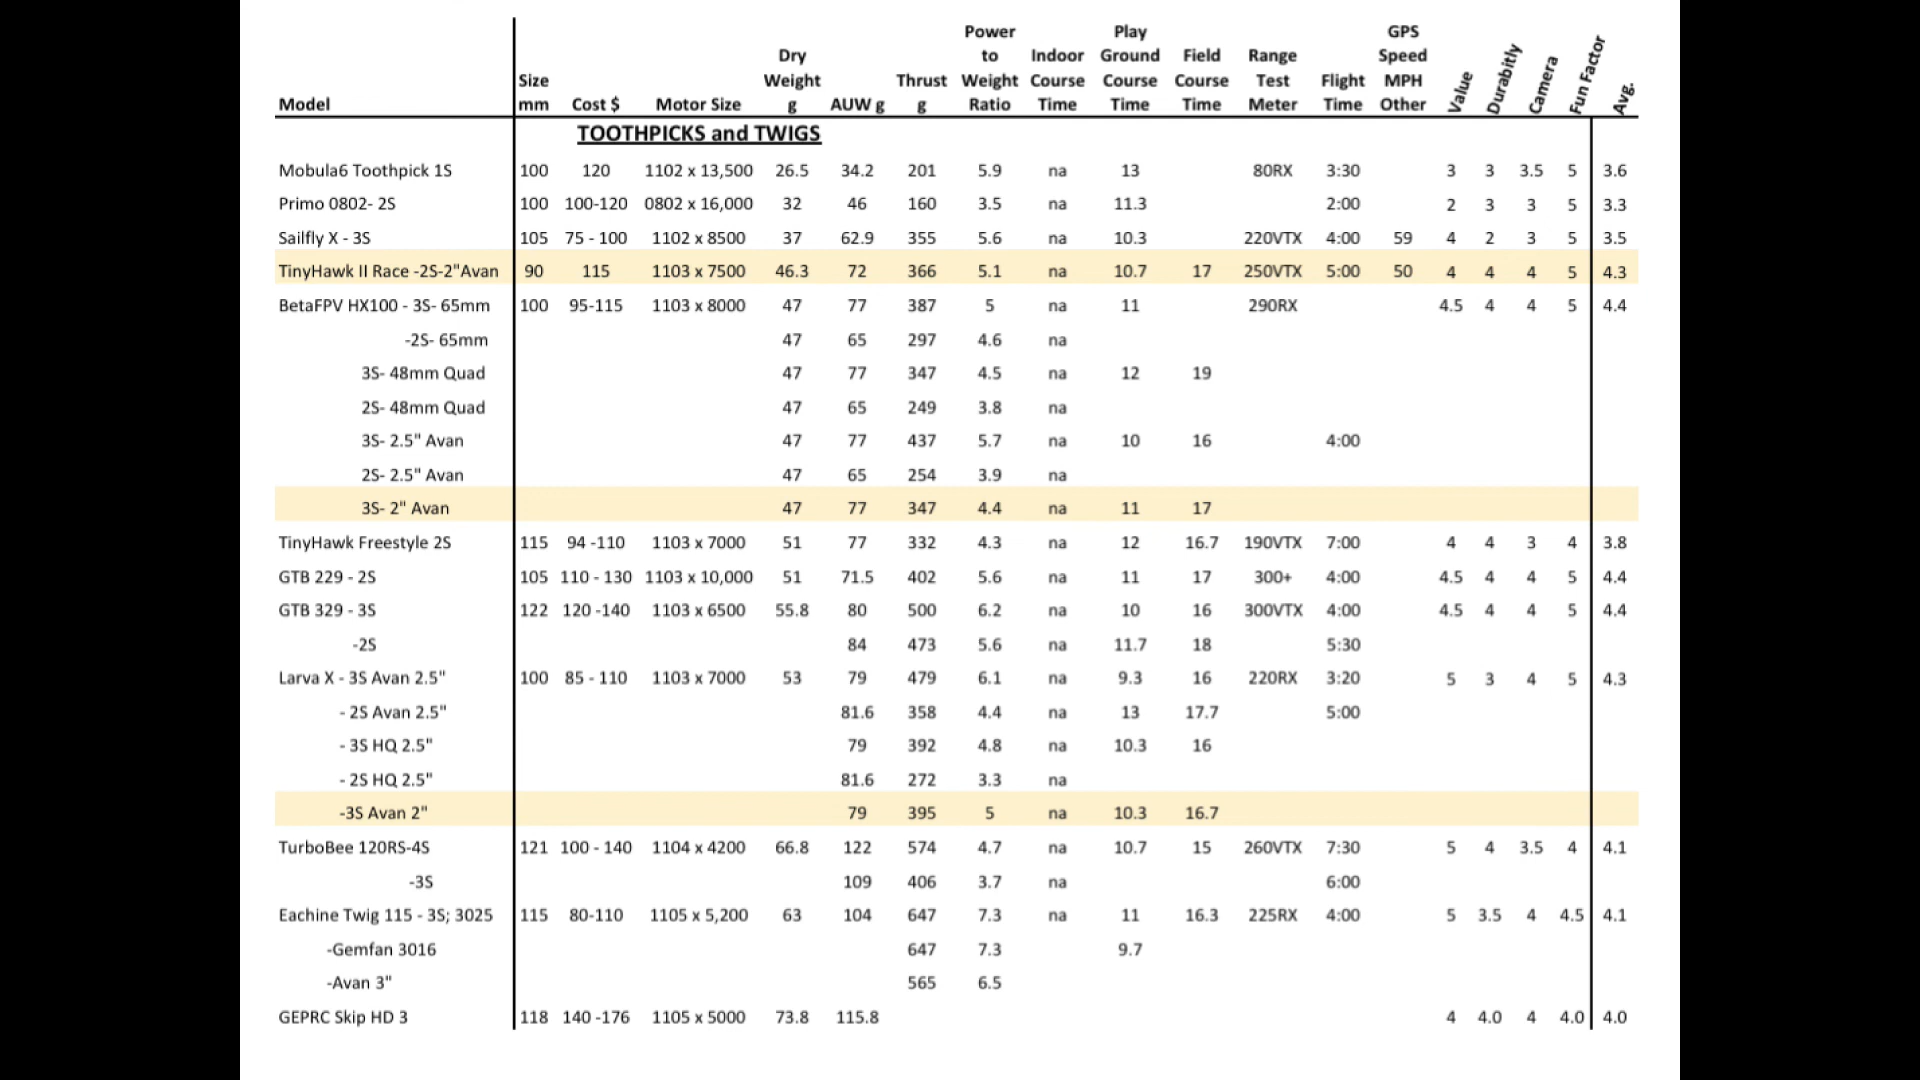 Model Size mm Cost $ Motor Size Dry Weight g AUW g Thrust g Power to Weight Ratio Indoor Course Time Play Ground Course Time Field Course Time Range Test Meter Flight Time GPS Speed MPH Other Value Durabitly Camera Fun Factor Avg.
TOOTHPICKS and TWIGS
Mobula6 Toothpick 1S 100 120 1102 x 13,500 26.5 34.2 201 5.9 na 13 80RX 3:30 3 3 3.5 5 3.6
Primo 0802- 2S 100 100-120 0802 x 16,000 32 46 160 3.5 na 11.3 2:00 2 3 3 5 3.3
Sailfly X - 3S 105 75 - 100 1102 x 8500 37 62.9 355 5.6 na 10.3 220VTX 4:00 59 4 2 3 5 3.5
TinyHawk II Race -2S-2"Avan 90 115 1103 x 7500 46.3 72 366 5.1 na 10.7 17 250VTX 5:00 50 4 4 4 5 4.3
BetaFPV HX100 - 3S- 65mm 100 95-115 1103 x 8000 47 77 387 5 na 11 290RX 4.5 4 4 5 4.4
-2S- 65mm 47 65 297 4.6 na
3S- 48mm Quad 47 77 347 4.5 na 12 19
2S- 48mm Quad 47 65 249 3.8 na
3S- 2.5" Avan 47 77 437 5.7 na 10 16 4:00
2S- 2.5" Avan 47 65 254 3.9 na
3S- 2" Avan 47 77 347 4.4 na 11 17
TinyHawk Freestyle 2S 115 94 -110 1103 x 7000 51 77 332 4.3 na 12 16.7 190VTX 7:00 4 4 3 4 3.8
GTB 229 - 2S 105 110 - 130 1103 x 10,000 51 71.5 402 5.6 na 11 17 300+ 4:00 4.5 4 4 5 4.4
GTB 329 - 3S 122 120 -140 1103 x 6500 55.8 80 500 6.2 na 10 16 300VTX 4:00 4.5 4 4 5 4.4
-2S 84 473 5.6 na 11.7 18 5:30
Larva X - 3S Avan 2.5" 100 85 - 110 1103 x 7000 53 79 479 6.1 na 9.3 16 220RX 3:20 5 3 4 5 4.3
- 2S Avan 2.5" 81.6 358 4.4 na 13 17.7 5:00
- 3S HQ 2.5" 79 392 4.8 na 10.3 16
- 2S HQ 2.5" 81.6 272 3.3 na
-3S Avan 2" 79 395 5 na 10.3 16.7
TurboBee 120RS-4S 121 100 - 140 1104 x 4200 66.8 122 574 4.7 na 10.7 15 260VTX 7:30 5 4 3.5 4 4.1
-3S 109 406 3.7 na 6:00
Eachine Twig 115 - 3S; 3025 115 80-110 1105 x 5,200 63 104 647 7.3 na 11 16.3 225RX 4:00 5 3.5 4 4.5 4.1
-Gemfan 3016 647 7.3 9.7
-Avan 3" 565 6.5
GEPRC Skip HD 3 118 140 -176 1105 x 5000 73.8 115.8 4 4.0 4 4.0 4.0